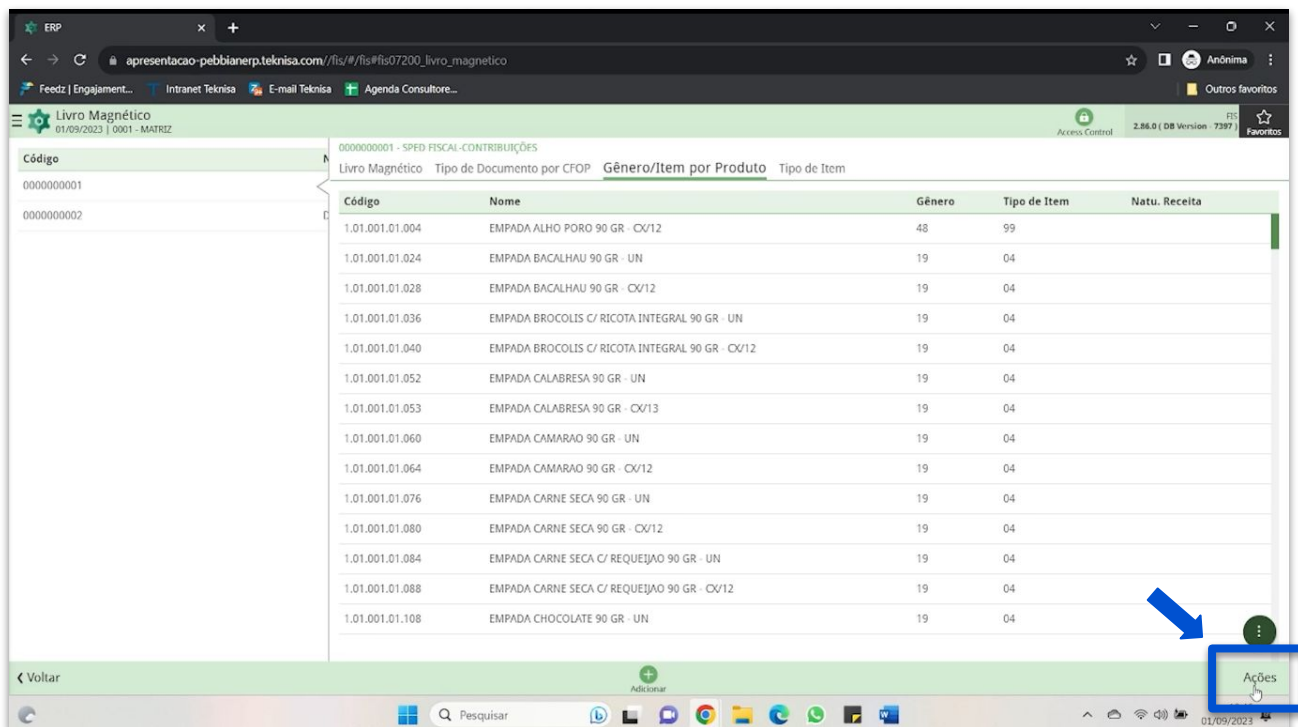 ERP
apresentacao-pebbianerp.teknisa.com//fis/#/fis#fis07200_livro_magnetico
Anônima
Feedz | Engajament... Intranet Teknisa E-mail Teknisa Agenda Consultore... Outros favoritos
Livro Magnético
01/09/2023 | 0001 - MATRIZ
Access Control
FIS
2.86.0 ( DB Version - 7397 )
Favoritos
Código N
0000000001
0000000002 D
0000000001 - SPED FISCAL-CONTRIBUIÇÕES
Livro Magnético Tipo de Documento por CFOP Gênero/Item por Produto Tipo de Item
Código Nome Gênero Tipo de Item Natu. Receita
1.01.001.01.004 EMPADA ALHO PORO 90 GR - CX/12 48 99
1.01.001.01.024 EMPADA BACALHAU 90 GR - UN 19 04
1.01.001.01.028 EMPADA BACALHAU 90 GR - CX/12 19 04
1.01.001.01.036 EMPADA BROCOLIS C/ RICOTA INTEGRAL 90 GR - UN 19 04
1.01.001.01.040 EMPADA BROCOLIS C/ RICOTA INTEGRAL 90 GR - CX/12 19 04
1.01.001.01.052 EMPADA CALABRESA 90 GR - UN 19 04
1.01.001.01.053 EMPADA CALABRESA 90 GR - CX/13 19 04
1.01.001.01.060 EMPADA CAMARAO 90 GR - UN 19 04
1.01.001.01.064 EMPADA CAMARAO 90 GR - CX/12 19 04
1.01.001.01.076 EMPADA CARNE SECA 90 GR - UN 19 04
1.01.001.01.080 EMPADA CARNE SECA 90 GR - CX/12 19 04
1.01.001.01.084 EMPADA CARNE SECA C/ REQUEIJAO 90 GR - UN 19 04
1.01.001.01.088 EMPADA CARNE SECA C/ REQUEIJAO 90 GR - CX/12 19 04
1.01.001.01.108 EMPADA CHOCOLATE 90 GR - UN 19 04
Voltar
Adicionar
Ações
Pesquisar
01/09/2023